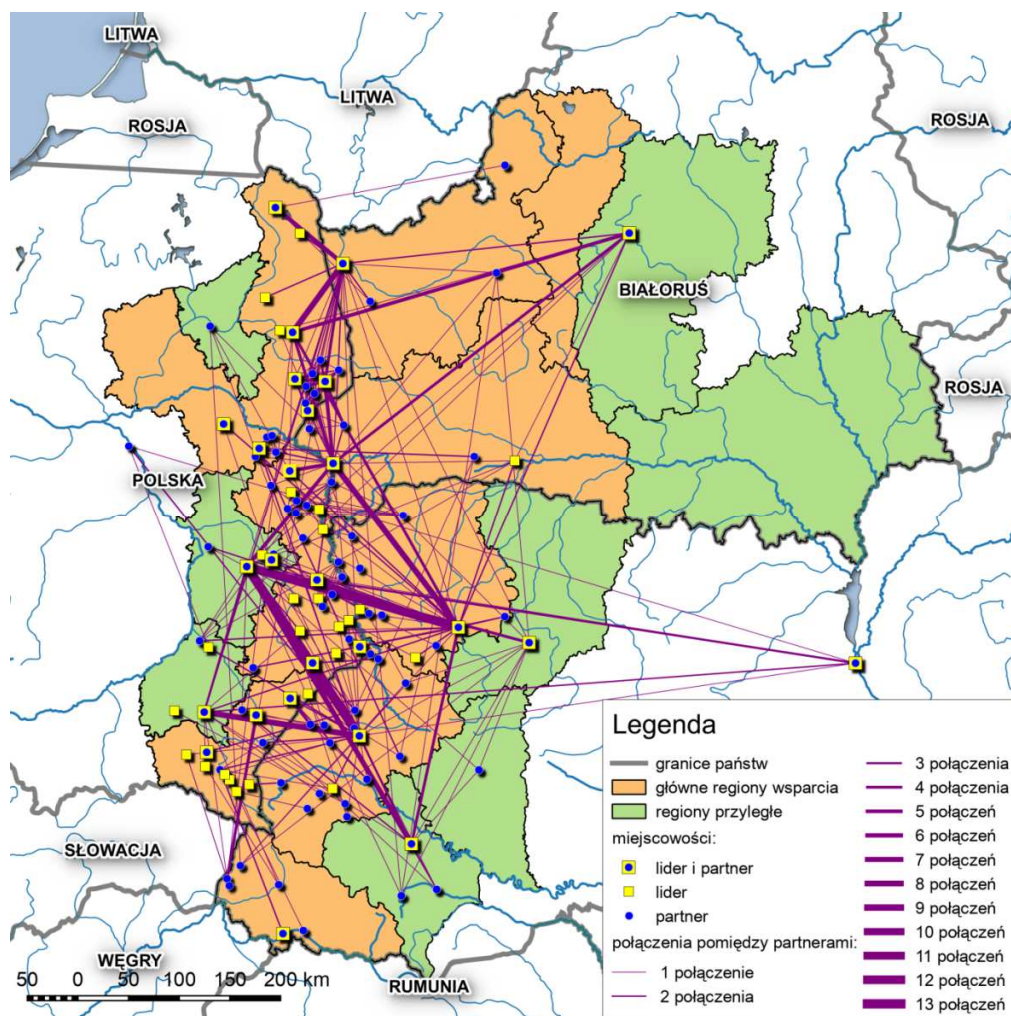 LITWA
LITWA
ROSJA
ROSJA
BIAŁORUŚ
ROSJA
POLSKA
SŁOWACJA
WĘGRY
RUMUNIA
50 0 50 100 150 200 km
Legenda
granice państw
główne regiony wsparcia
regiony przyległe
miejscowości:
lider i partner
lider
partner
połączenia pomiędzy partnerami:
1 połączenie
2 połączenia
3 połączenia
4 połączenia
5 połączeń
6 połączeń
7 połączeń
8 połączeń
9 połączeń
10 połączeń
11 połączeń
12 połączeń
13 połączeń